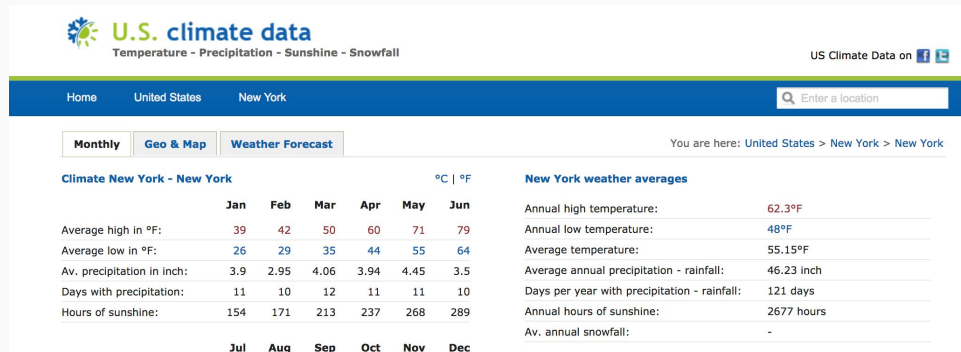 U.S. climate data
Temperature - Precipitation - Sunshine - Snowfall
US Climate Data on
Home United States New York
Enter a location
Monthly Geo & Map Weather Forecast
You are here: United States > New York > New York
Climate New York - New York °C | °F
Jan Feb Mar Apr May Jun
Average high in °F: 39 42 50 60 71 79
Average low in °F: 26 29 35 44 55 64
Av. precipitation in inch: 3.9 2.95 4.06 3.94 4.45 3.5
Days with precipitation: 11 10 12 11 11 10
Hours of sunshine: 154 171 213 237 268 289
Jul Aug Sep Oct Nov Dec
New York weather averages
Annual high temperature: 62.3°F
Annual low temperature: 48°F
Average temperature: 55.15°F
Average annual precipitation - rainfall: 46.23 inch
Days per year with precipitation - rainfall: 121 days
Annual hours of sunshine: 2677 hours
Av. annual snowfall: -